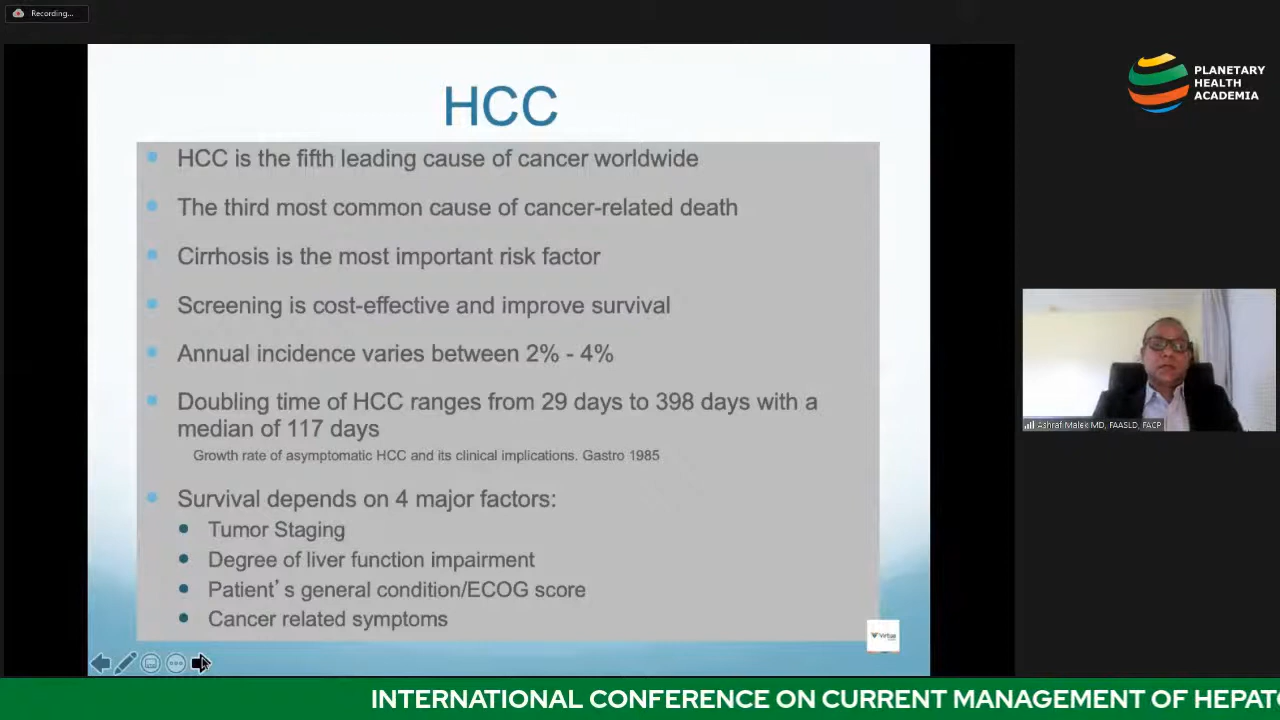 Recording...
PLANETARY
HEALTH
ACADEMIA
HCC
HCC is the fifth leading cause of cancer worldwide
The third most common cause of cancer-related death
Cirrhosis is the most important risk factor
Screening is cost-effective and improve survival
Annual incidence varies between 2% - 4%
Doubling time of HCC ranges from 29 days to 398 days with a
median of 117 days
Growth rate of asymptomatic HCC and its clinical implications. Gastro 1985
Survival depends on 4 major factors:
Tumor Staging
Degree of liver function impairment
Patient's general condition/ECOG score
Cancer related symptoms
Virtua
Ashraf Malek MD, FAASLD, FACP
INTERNATIONAL CONFERENCE ON CURRENT MANAGEMENT OF HEPATO